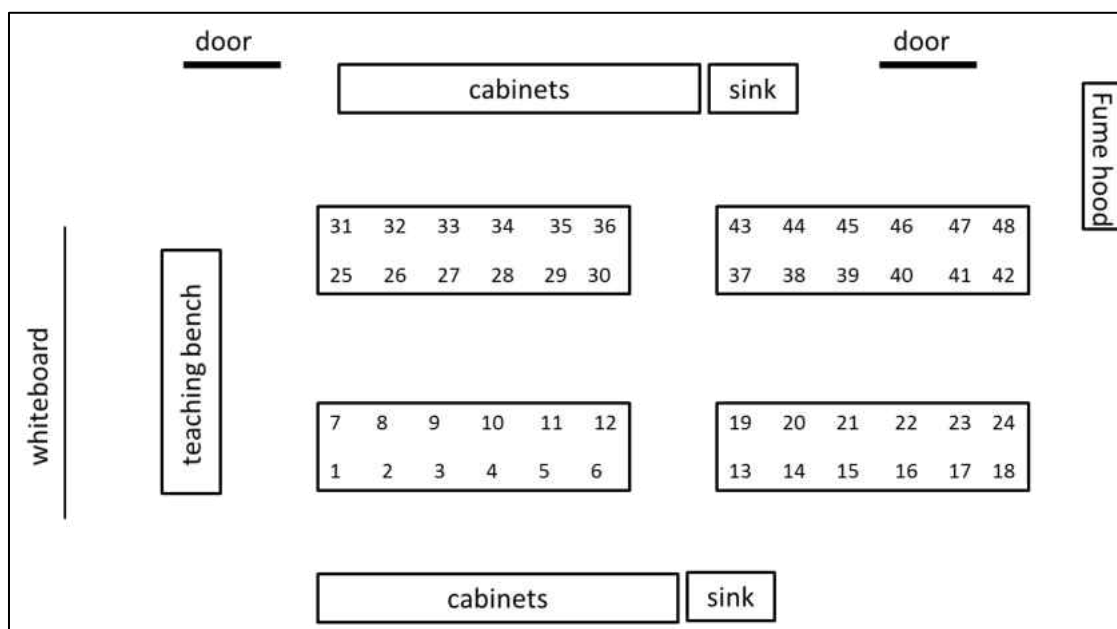 door door
cabinets sink
Fume hood
31 32 33 34 35 36 43 44 45 46 47 48
25 26 27 28 29 30 37 38 39 40 41 42
whiteboard
teaching bench
7 8 9 10 11 12 19 20 21 22 23 24
1 2 3 4 5 6 13 14 15 16 17 18
cabinets sink